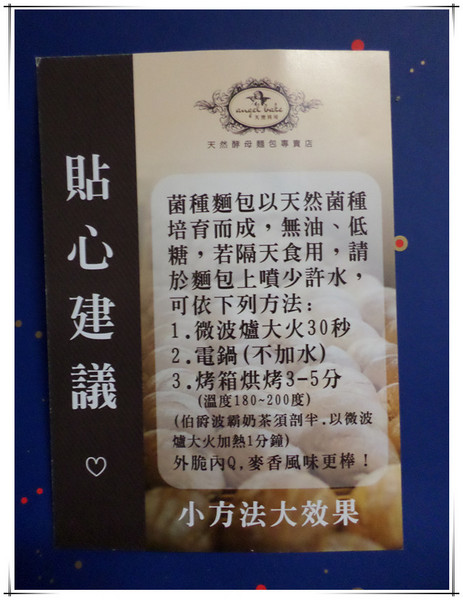 貼心建議
♡
angel bake
天然酵母麵包專賣店
菌種麵包以天然菌種
培育而成，無油、低
糖，若隔天食用，請
於麵包上噴少許水，
可依下列方法：
1.微波爐大火30秒
2.電鍋(不加水)
3.烤箱烘烤3-5分
(溫度180~200度)
(伯爵波霸奶茶須剖半.以微波
爐大火加熱1分鐘)
外脆內Q.麥香風味更棒！
小方法大效果